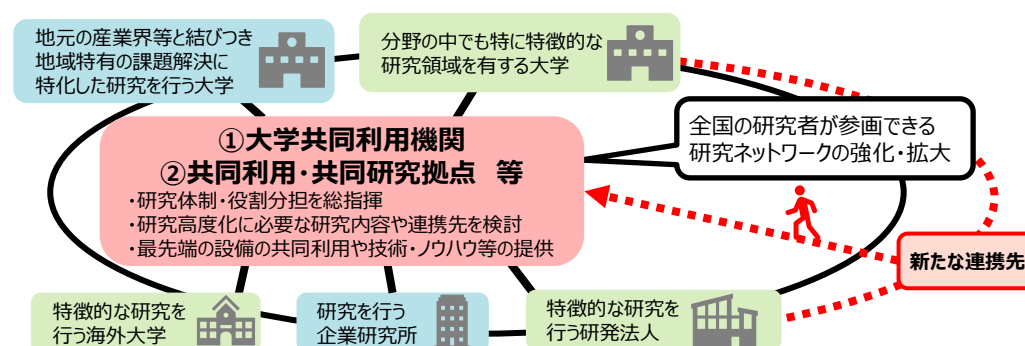 地元の産業界等と結びつき
地域特有の課題解決に
特化した研究を行う大学
分野の中でも特に特徴的な
研究領域を有する大学
①大学共同利用機関
②共同利用・共同研究拠点 等
・研究体制・役割分担を総指揮
・研究高度化に必要な研究内容や連携先を検討
・最先端の設備の共同利用や技術・ノウハウ等の提供
全国の研究者が参画できる
研究ネットワークの強化・拡大
新たな連携先
特徴的な研究を
行う海外大学
研究を行う
企業研究所
特徴的な研究を
行う研発法人